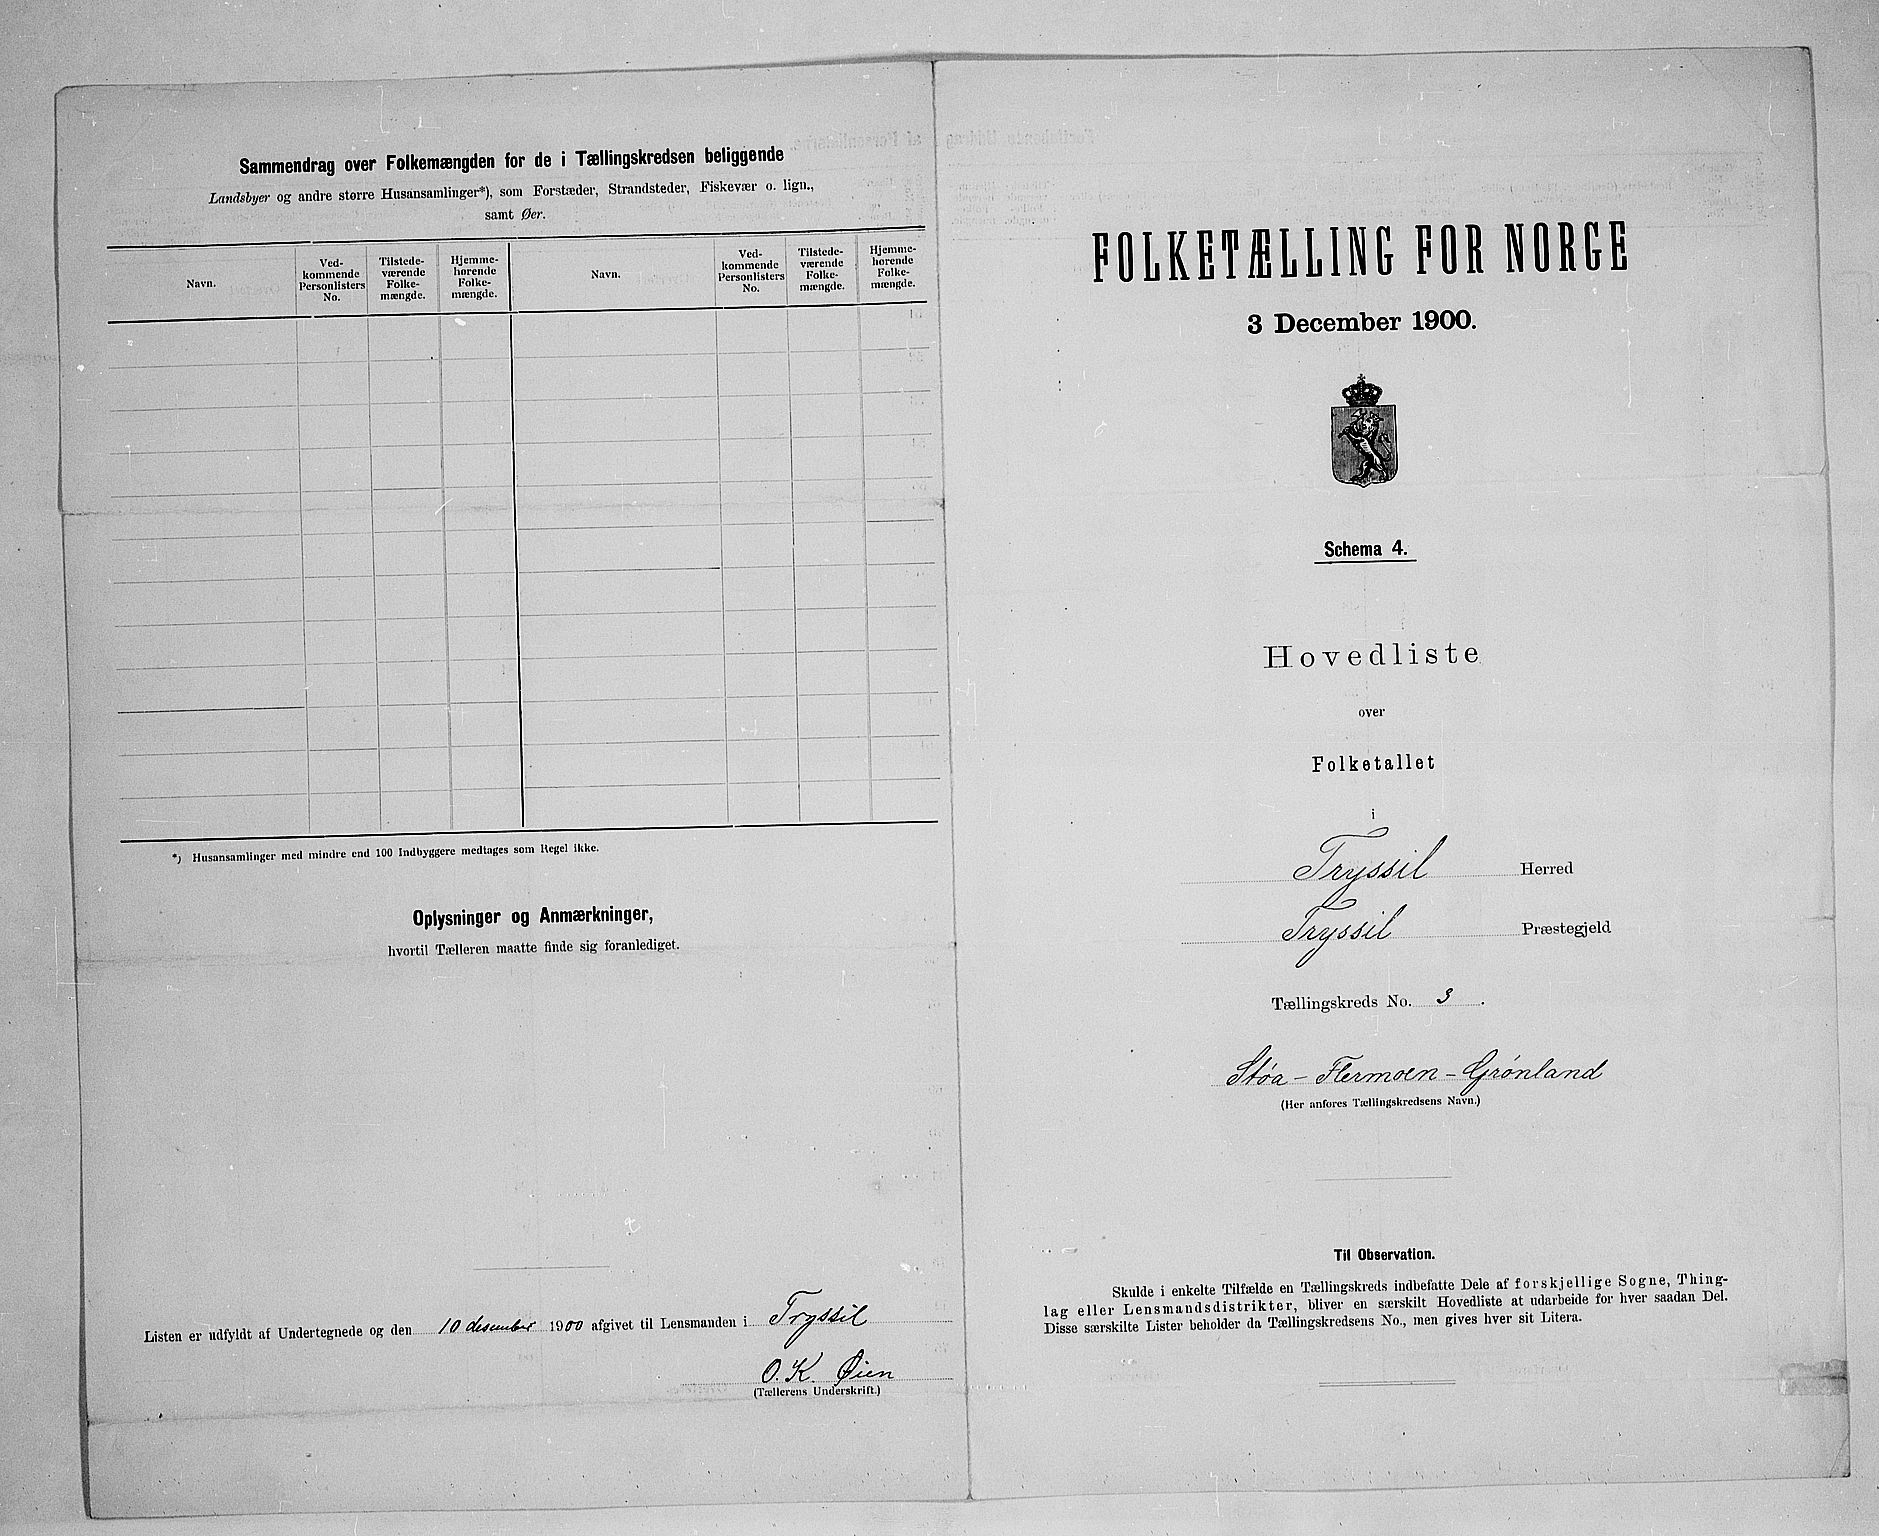 Sammendrag over Folkemængden for de i Tællingskredsen beliggende
Landsbyer og andre større Husansamlinger*), som Forstæder, Strandsteder, Fiskevær o. lign.,
samt Øer.
Navn.
Ved-
kommende
Personlisters
No.
Tilstede-
værende
Folke-
mængde.
Hjemme-
hørende
Folke-
mængde.
Navn.
Ved-
kommende
Personlisters
No.
Tilstede-
værende
Folke-
mængde.
Hjemme-
hørende
Folke-
mængde.
*) Husansamlinger med mindre end 100 Indbyggere medtages som Regel ikke.
Oplysninger og Anmærkninger,
hvortil Tælleren maatte finde sig foranlediget.
Listen er udfyldt af Undertegnede og den 10 desember 1900 afgivet til Lensmanden i Tryssil
O. K. Øien
(Tællerens Underskrift.)
FOLKETÆLLING FOR NORGE
3 December 1900.
Schema 4.
Hovedliste
over
Folketallet
i
Tryssil Herred
Tryssil Præstegjeld
Tællingskreds No. 3.
Støa - Flermoen - Grønland
(Her anføres Tællingskredsens Navn.)
Til Observation.
Skulde i enkelte Tilfælde en Tællingskreds indbefatte Dele af forskjellige Sogne, Thing-
lag eller Lensmandsdistrikter, bliver en særskilt Hovedliste at udarbeide for hver saadan Del.
Disse særskilte Lister beholder da Tællingskredsens No., men gives hver sit Litera.